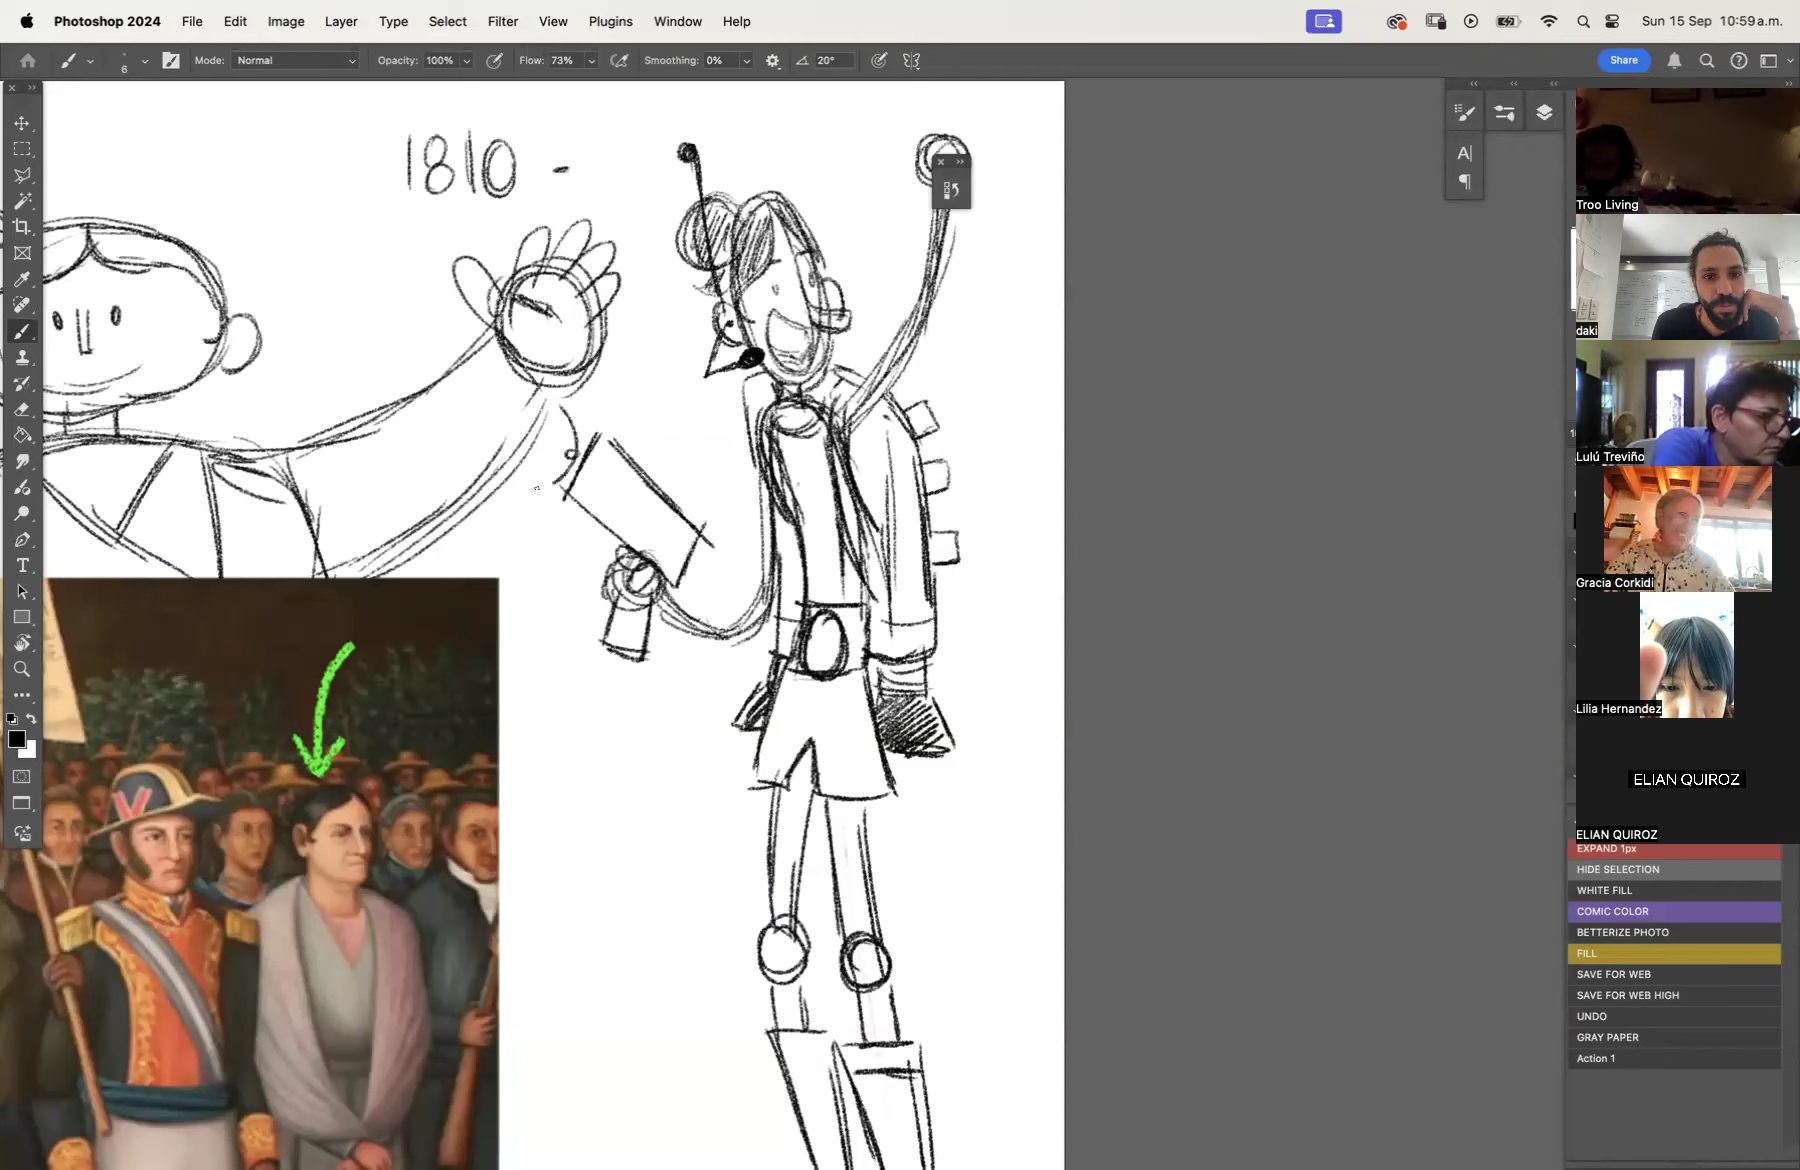 Photoshop 2024 File Edit Image Layer Type Select Filter View Plugins Window Help Sun 15 Sep 10:59 a.m.
6 Mode: Normal Opacity: 100% Flow: 73% Smoothing: 0% 20° Share
1810 -
A|
¶
T
Troo Living
daki
Lulú Treviño
Gracia Corkidi
Lilia Hernandez
ELIAN QUIROZ
ELIAN QUIROZ
EXPAND 1px
HIDE SELECTION
WHITE FILL
COMIC COLOR
BETTERIZE PHOTO
FILL
SAVE FOR WEB
SAVE FOR WEB HIGH
UNDO
GRAY PAPER
Action 1